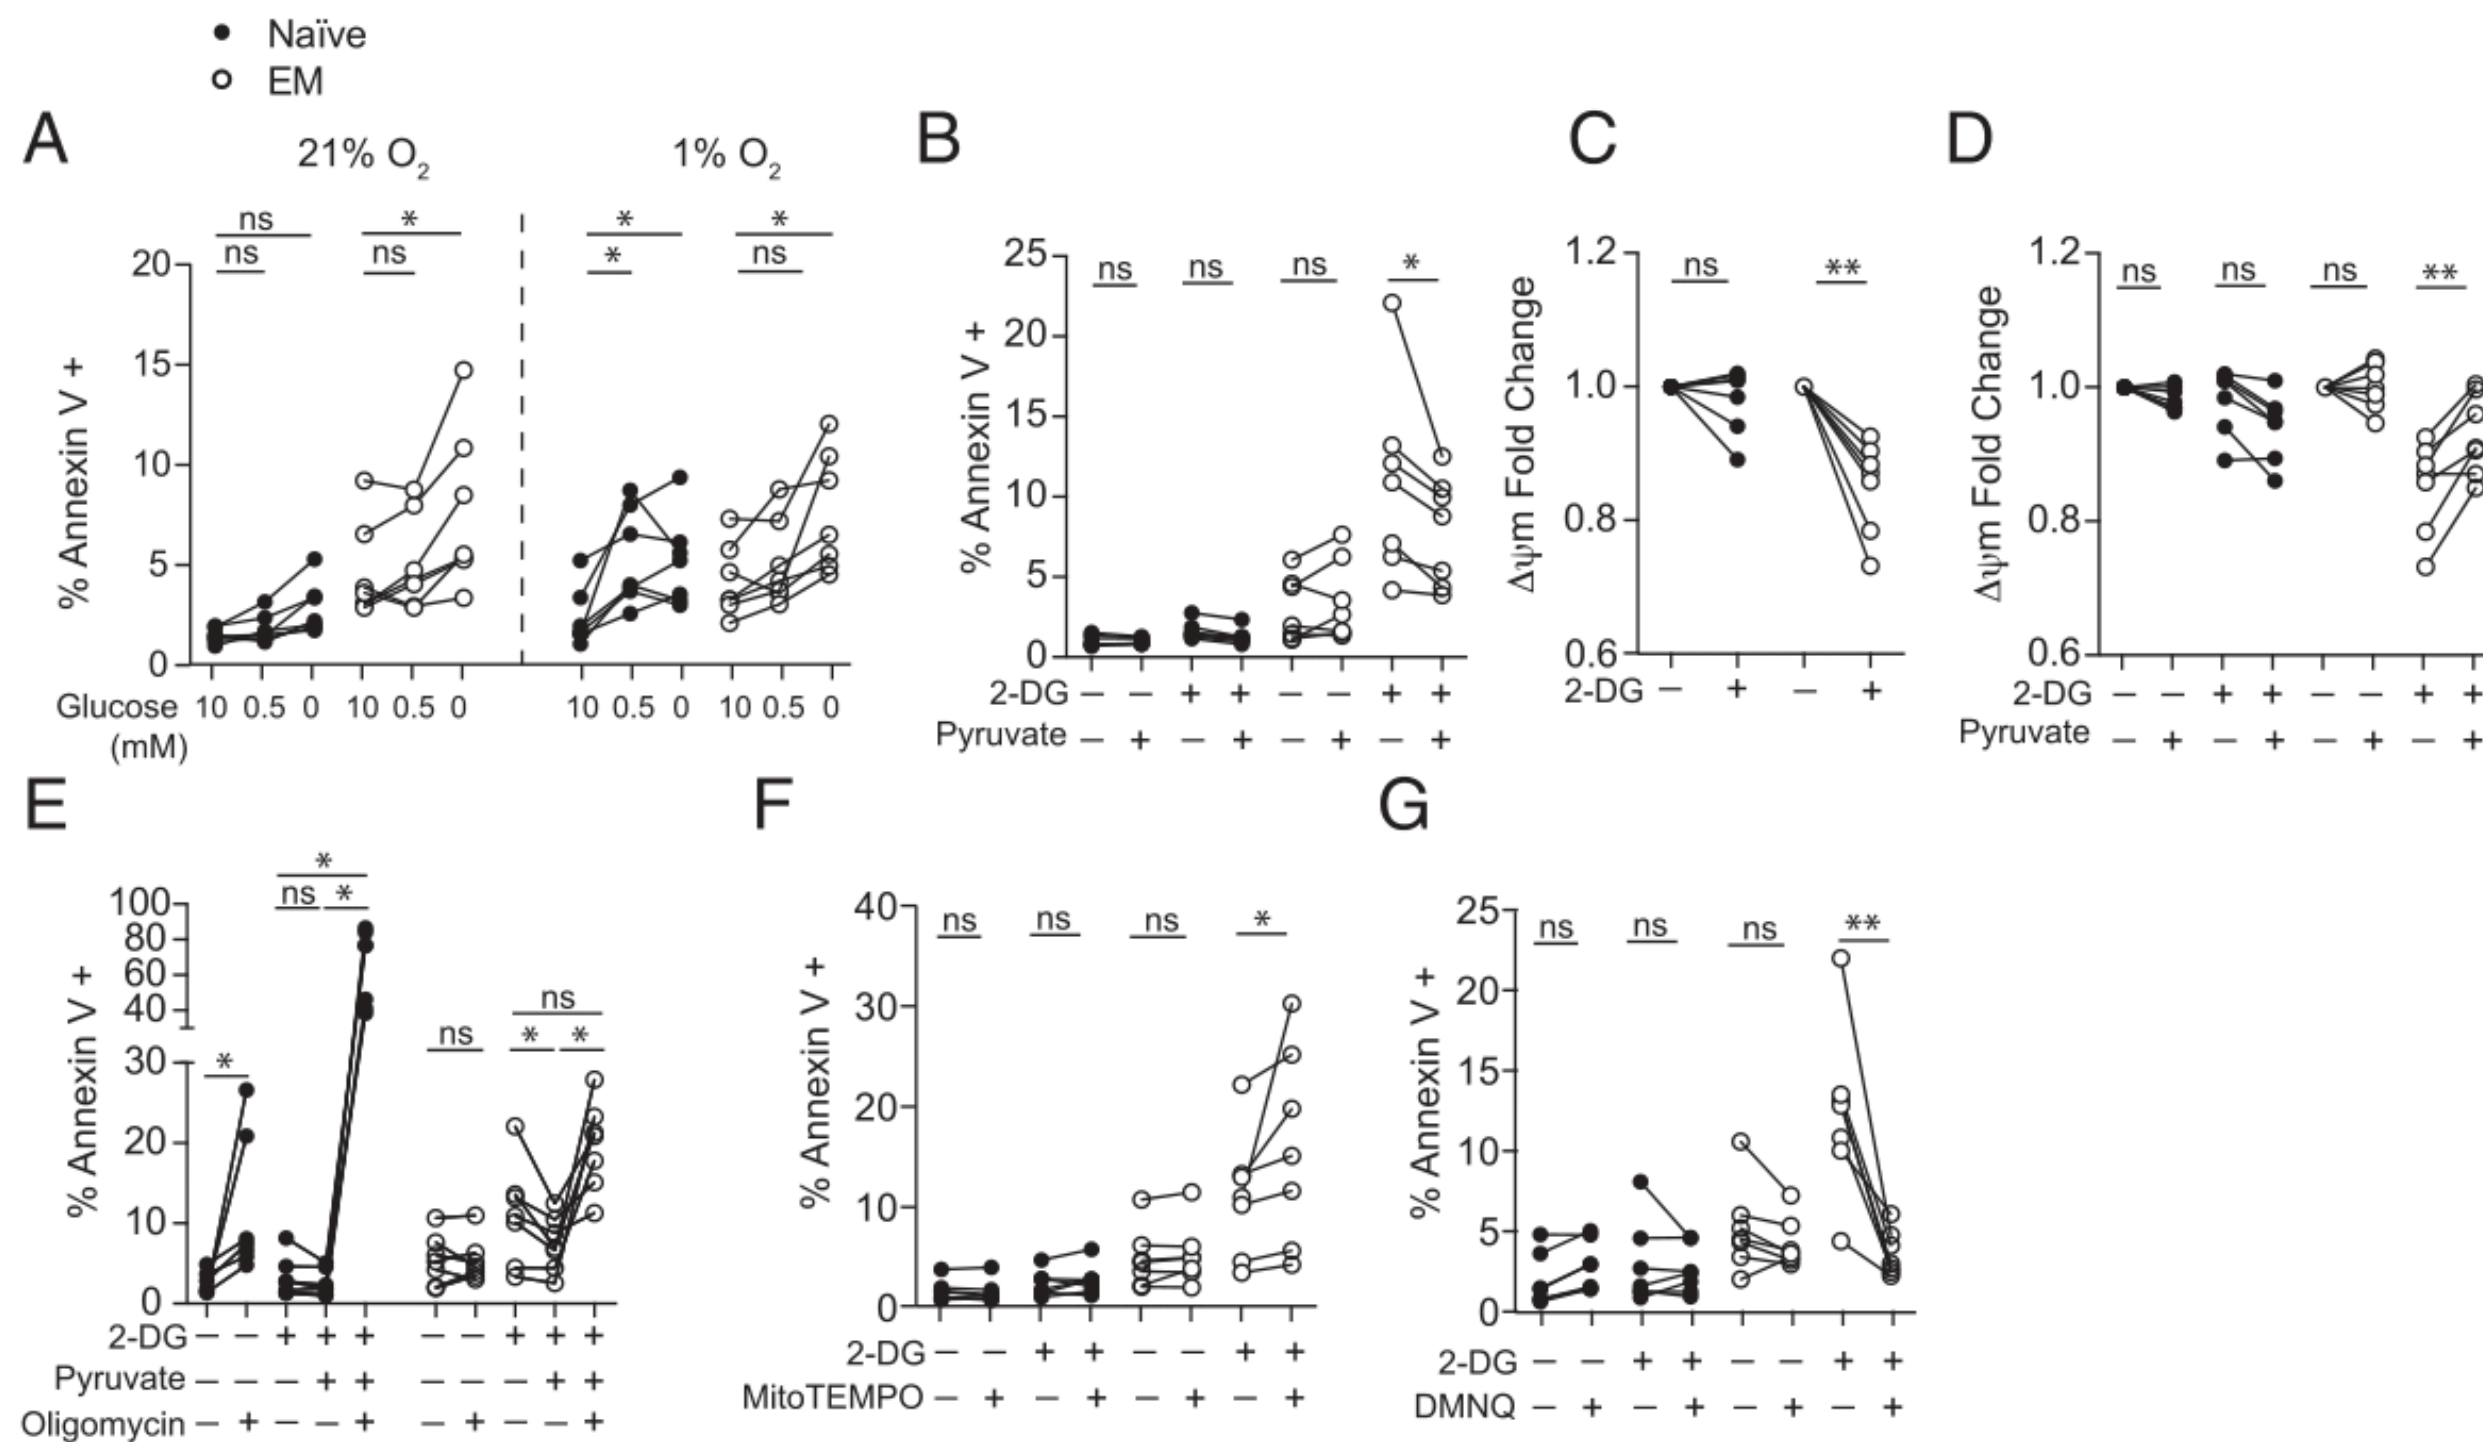 Naïve
EM
A
21% O2
1% O2
ns
ns
*
ns
*
*
*
ns
20
15
10
5
0
% Annexin V +
Glucose (mM)
10 0.5 0 10 0.5 0 10 0.5 0 10 0.5 0
B
ns ns ns *
25
20
15
10
5
0
% Annexin V +
2-DG – – + + – – + +
Pyruvate – + – + – + – +
C
ns **
1.2
1.0
0.8
0.6
Δψm Fold Change
2-DG – + – +
D
ns ns ns **
1.2
1.0
0.8
0.6
Δψm Fold Change
2-DG – – + + – – + +
Pyruvate – + – + – + – +
E
*
ns *
*
ns
ns
* *
100
80
60
40
30
20
10
0
% Annexin V +
2-DG – – + + + – – + + +
Pyruvate – – – + + – – – + +
Oligomycin – + – – + – + – – +
F
ns ns ns *
40
30
20
10
0
% Annexin V +
2-DG – – + + – – + +
MitoTEMPO – + – + – + – +
G
ns ns ns **
25
20
15
10
5
0
% Annexin V +
2-DG – – + + – – + +
DMNQ – + – + – + – +